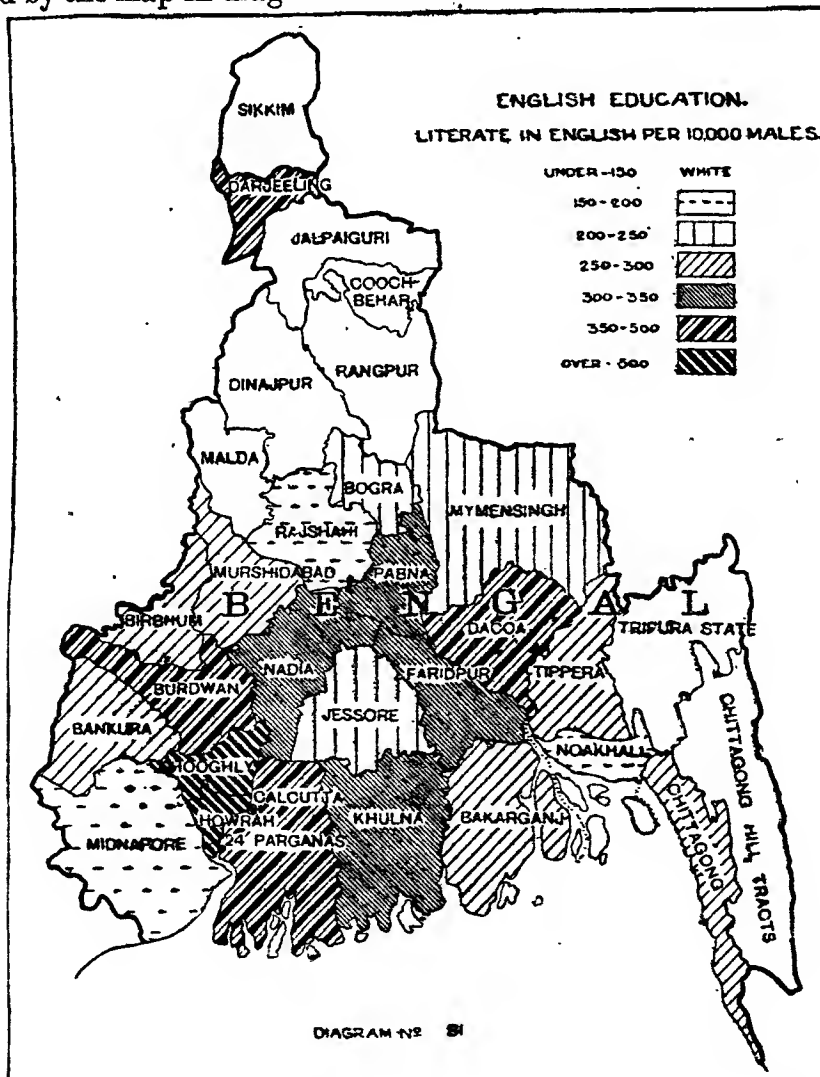 d by the map in diag
ENGLISH EDUCATION.
LITERATE IN ENGLISH PER 10,000 MALES.
UNDER-150 WHITE
150-200
200-250
250-300
300-350
350-500
OVER-500
SIKKIM
DARJEELING
JALPAIGURI
COOCH-
BEHAR
DINAJPUR
RANGPUR
MALDA
BOGRA
MYMENSINGH
RAJSHAHI
MURSHIDABAD
PABNA
BENGAL
BIRBHUM
DACCA
TRIPURA STATE
NADIA
FARIDPUR
TIPPERA
BURDWAN
JESSORE
BANKURA
NOAKHALI
HOOGHLY
CALCUTTA
HOWRAH
KHULNA
BAKARGANJ
24 PARGANAS
MIDNAPORE
CHITTAGONG
CHITTAGONG HILL TRACTS
DIAGRAM Nº 81